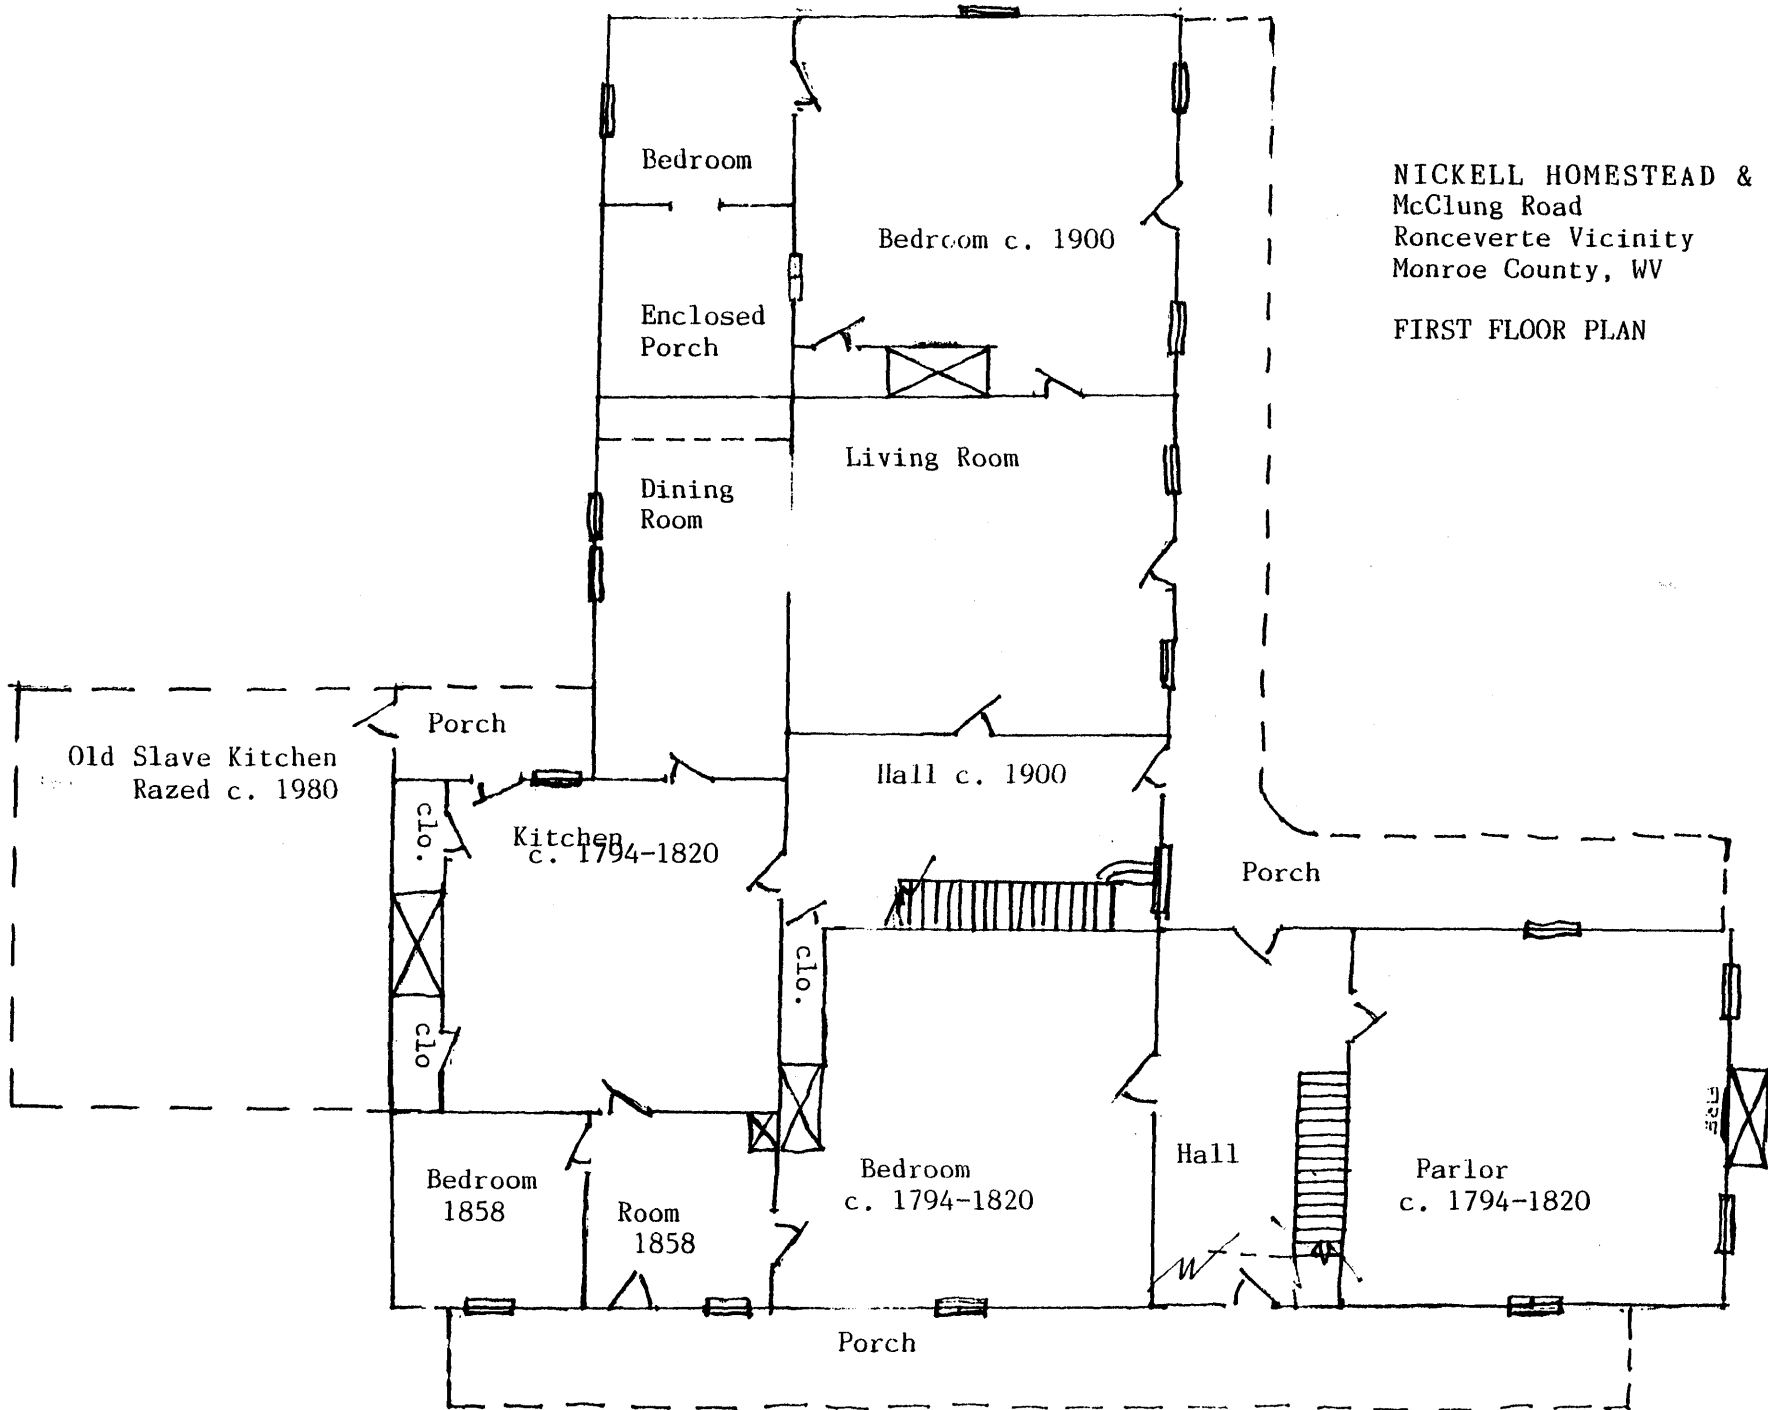 NICKELL HOMESTEAD &
McClung Road
Ronceverte Vicinity
Monroe County, WV
FIRST FLOOR PLAN
Bedroom
Bedroom c. 1900
Enclosed
Porch
Living Room
Dining
Room
Porch
Old Slave Kitchen
Razed c. 1980
Hall c. 1900
clo.
Kitchen
c. 1794-1820
Porch
clo.
clo
Bedroom
1858
Room
1858
Bedroom
c. 1794-1820
Hall
Parlor
c. 1794-1820
Porch